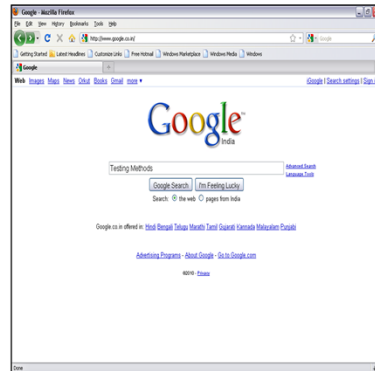 Google - Mozilla Firefox
File Edit View History Bookmarks Tools Help
http://www.google.co.in/
Google
Getting Started Latest Headlines Customize Links Free Hotmail Windows Marketplace Windows Media Windows
Google
Web Images Maps News Orkut Books Gmail more
iGoogle | Search settings | Sign
Google
India
Testing Methods
Advanced Search
Language Tools
Google Search I'm Feeling Lucky
Search: the web pages from India
Google.co.in offered in: Hindi Bengali Telugu Marathi Tamil Gujarati Kannada Malayalam Punjabi
Advertising Programs - About Google - Go to Google.com
©2010 - Privacy
Done